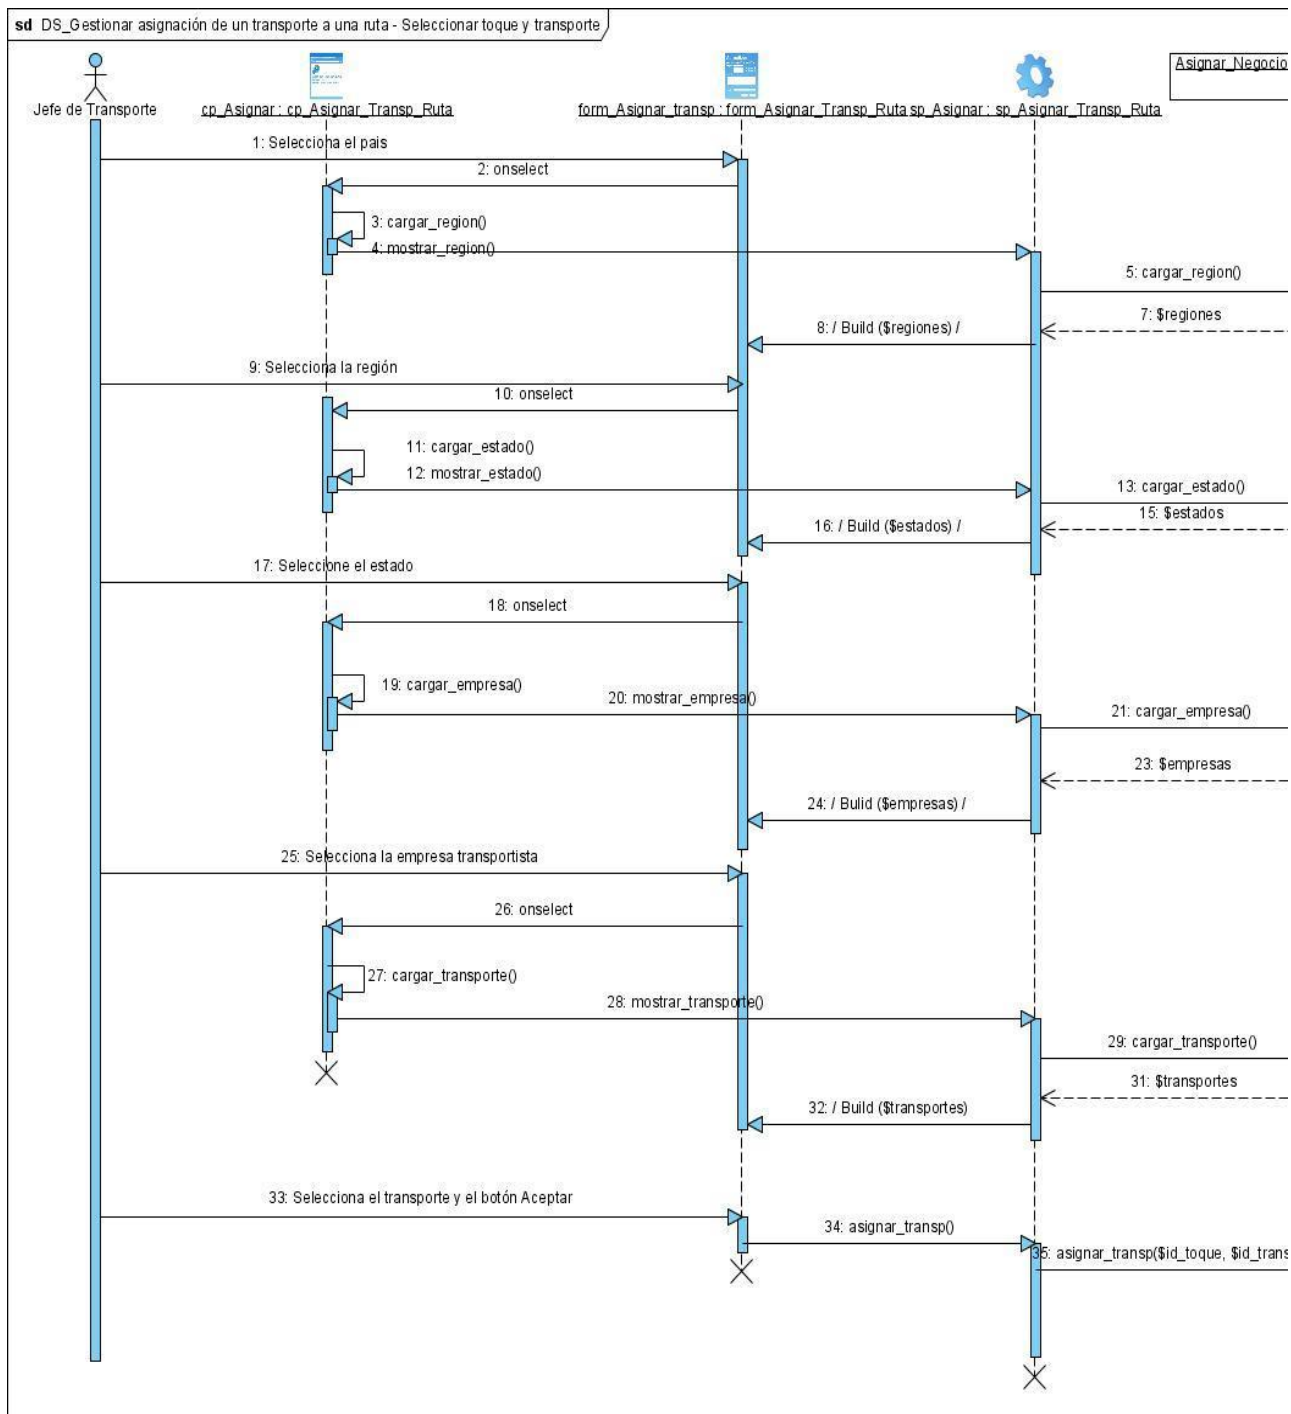 sd DS_Gestionar asignación de un transporte a una ruta - Seleccionar toque y transporte
Asignar_Negocio
Jefe de Transporte
cp_Asignar : cp_Asignar_Transp_Ruta
form_Asignar_transp : form_Asignar_Transp_Ruta
sp_Asignar : sp_Asignar_Transp_Ruta
1: Selecciona el pais
2: onselect
3: cargar_region()
4: mostrar_region()
5: cargar_region()
7: $regiones
8: / Build ($regiones) /
9: Selecciona la región
10: onselect
11: cargar_estado()
12: mostrar_estado()
13: cargar_estado()
15: $estados
16: / Build ($estados) /
17: Seleccione el estado
18: onselect
19: cargar_empresa()
20: mostrar_empresa()
21: cargar_empresa()
23: $empresas
24: / Bulid ($empresas) /
25: Selecciona la empresa transportista
26: onselect
27: cargar_transporte()
28: mostrar_transporte()
29: cargar_transporte()
31: $transportes
32: / Build ($transportes)
33: Selecciona el transporte y el botón Aceptar
34: asignar_transp()
35: asignar_transp($id_toque, $id_trans